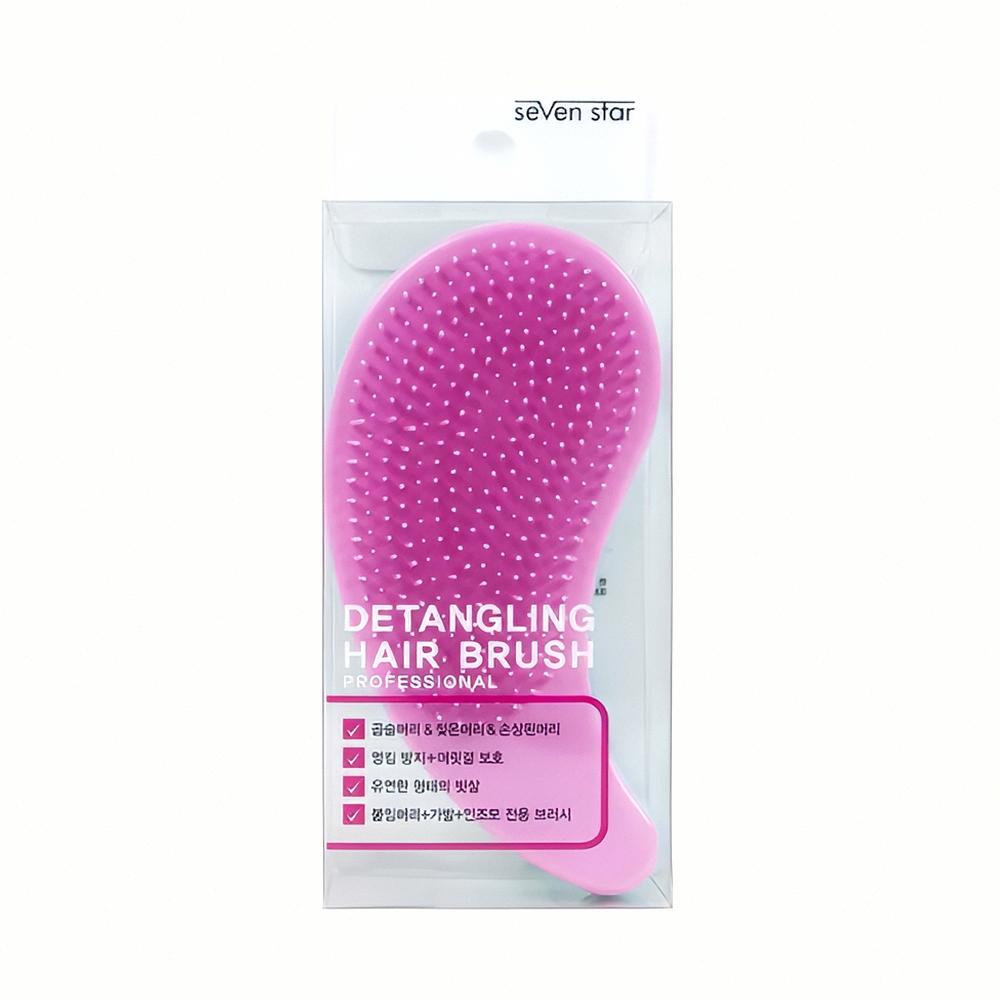 seven star
DETANGLING
HAIR BRUSH
PROFESSIONAL
곱슬머리 & 젖은머리 & 손상된머리
엉킴 방지+머릿결 보호
유연한 형태의 빗살
붙임머리+가발+인조모 전용 브러시